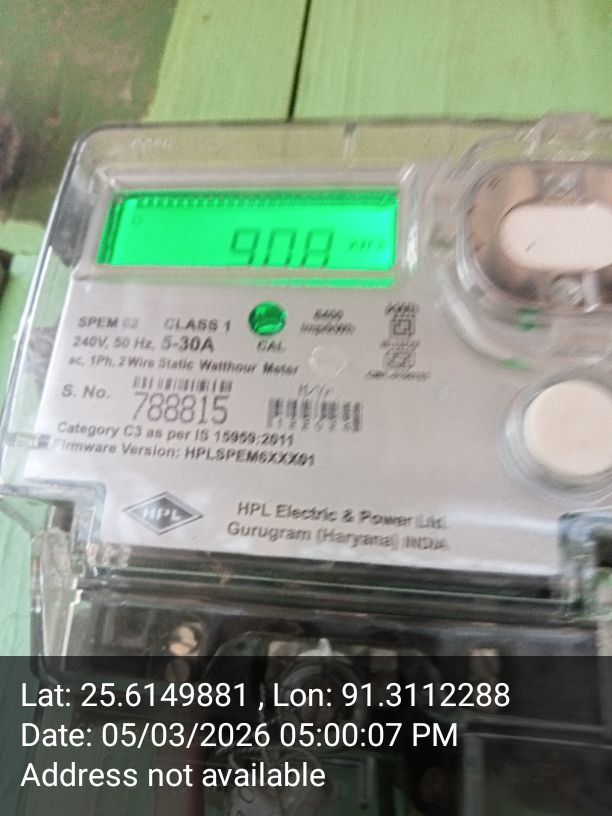 908 kWh
SPEM 02 CLASS 1
240V, 50 Hz, 5-30A
CAL
ac, 1Ph, 2 Wire Static Watthour Meter
S. No. 788815
Category C3 as per IS 15959:2011
Firmware Version: HPLSPEM6XXX01
HPL
HPL Electric & Power Ltd.
Gurugram (Haryana) INDIA
Lat: 25.6149881 , Lon: 91.3112288
Date: 05/03/2026 05:00:07 PM
Address not available